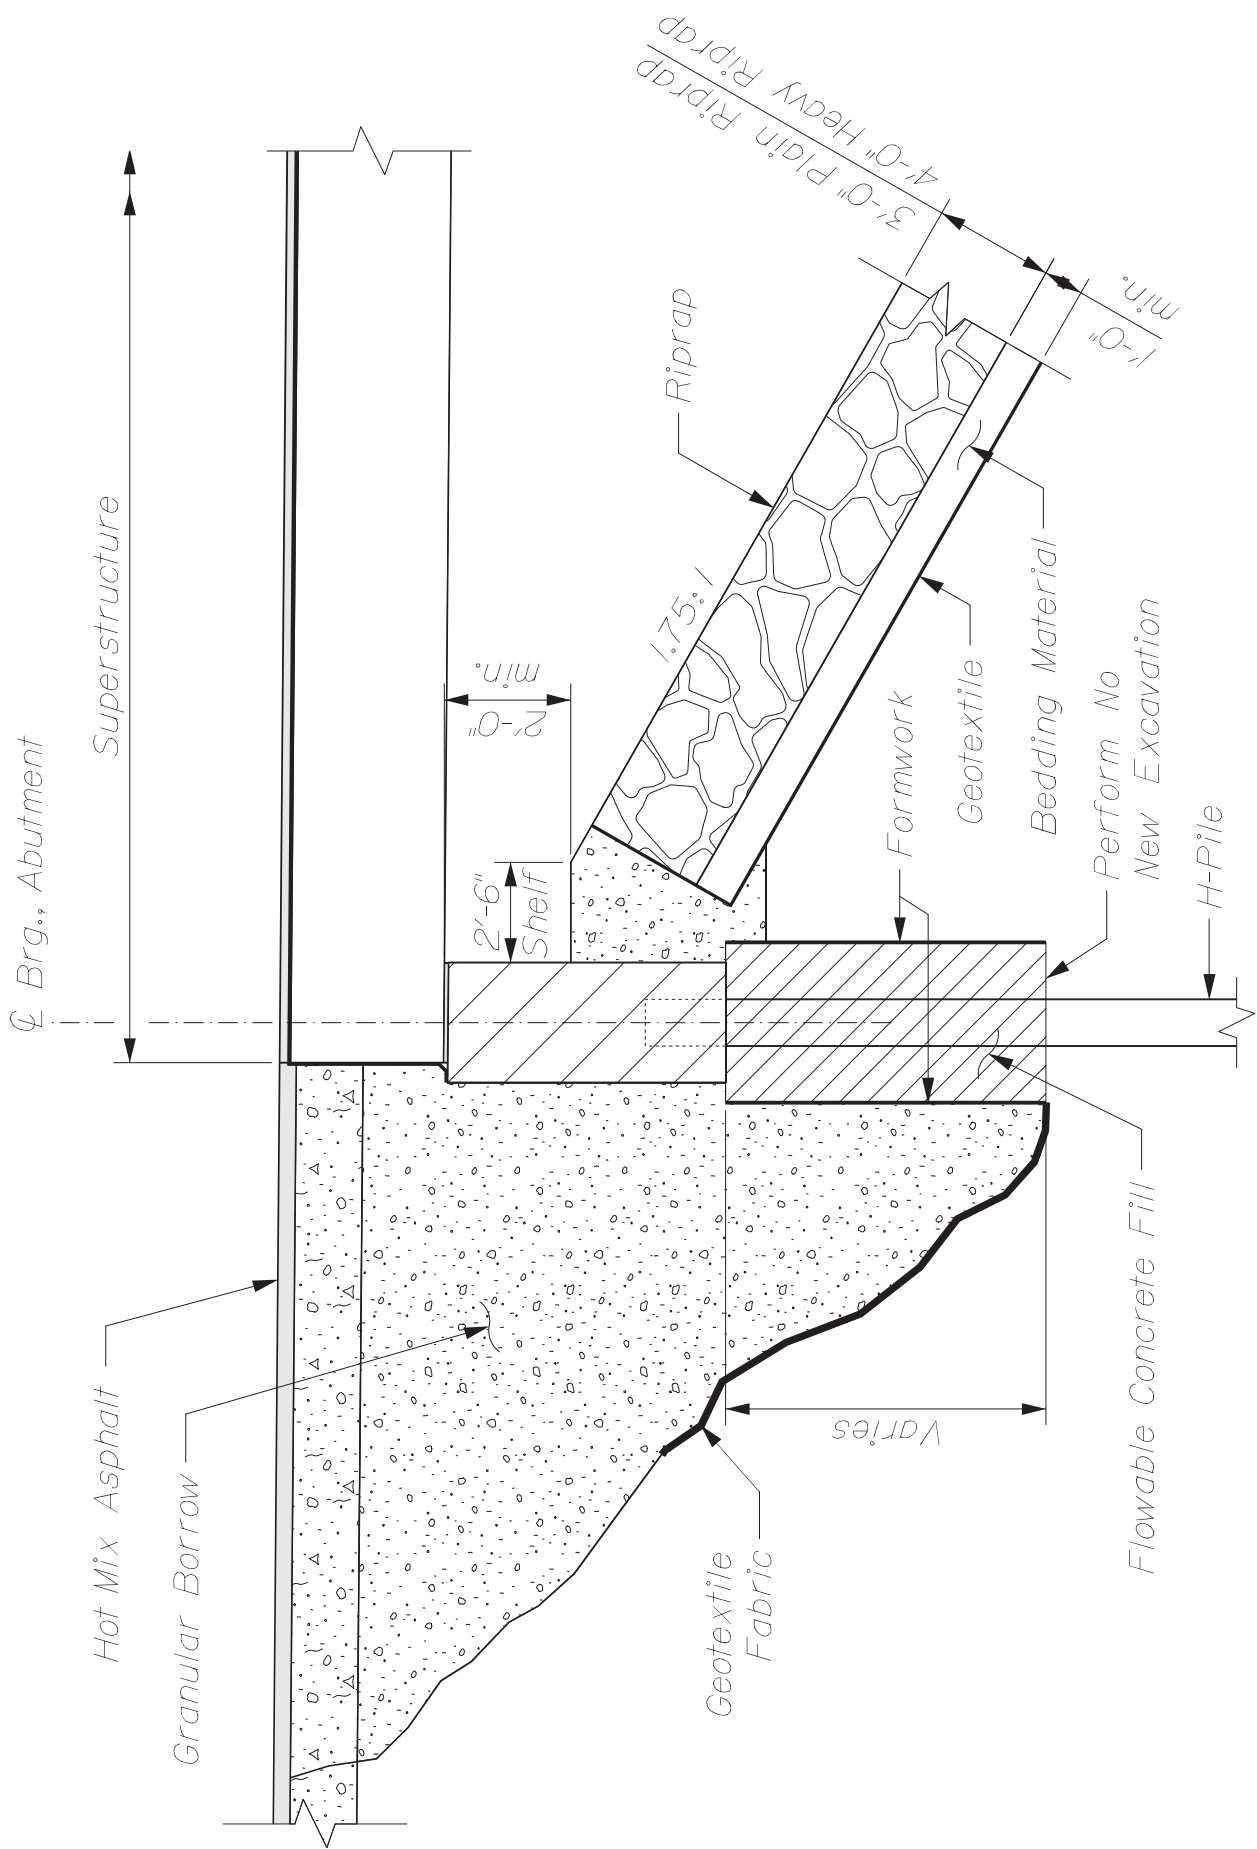 ℄ Brg., Abutment
Superstructure
Hot Mix Asphalt
Granular Borrow
2'-6"
Shelf
2'-0"
min.
1.75:1
Riprap
3'-0" Plain Riprap
4'-0" Heavy Riprap
1'-0"
min.
Geotextile
Fabric
Varies
Formwork
Geotextile
Bedding Material
Perform No
New Excavation
H-Pile
Flowable Concrete Fill